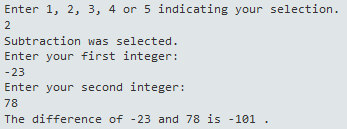 Enter 1, 2, 3, 4 or 5 indicating your selection.
2
Subtraction was selected.
Enter your first integer:
-23
Enter your second integer:
78
The difference of -23 and 78 is -101 .